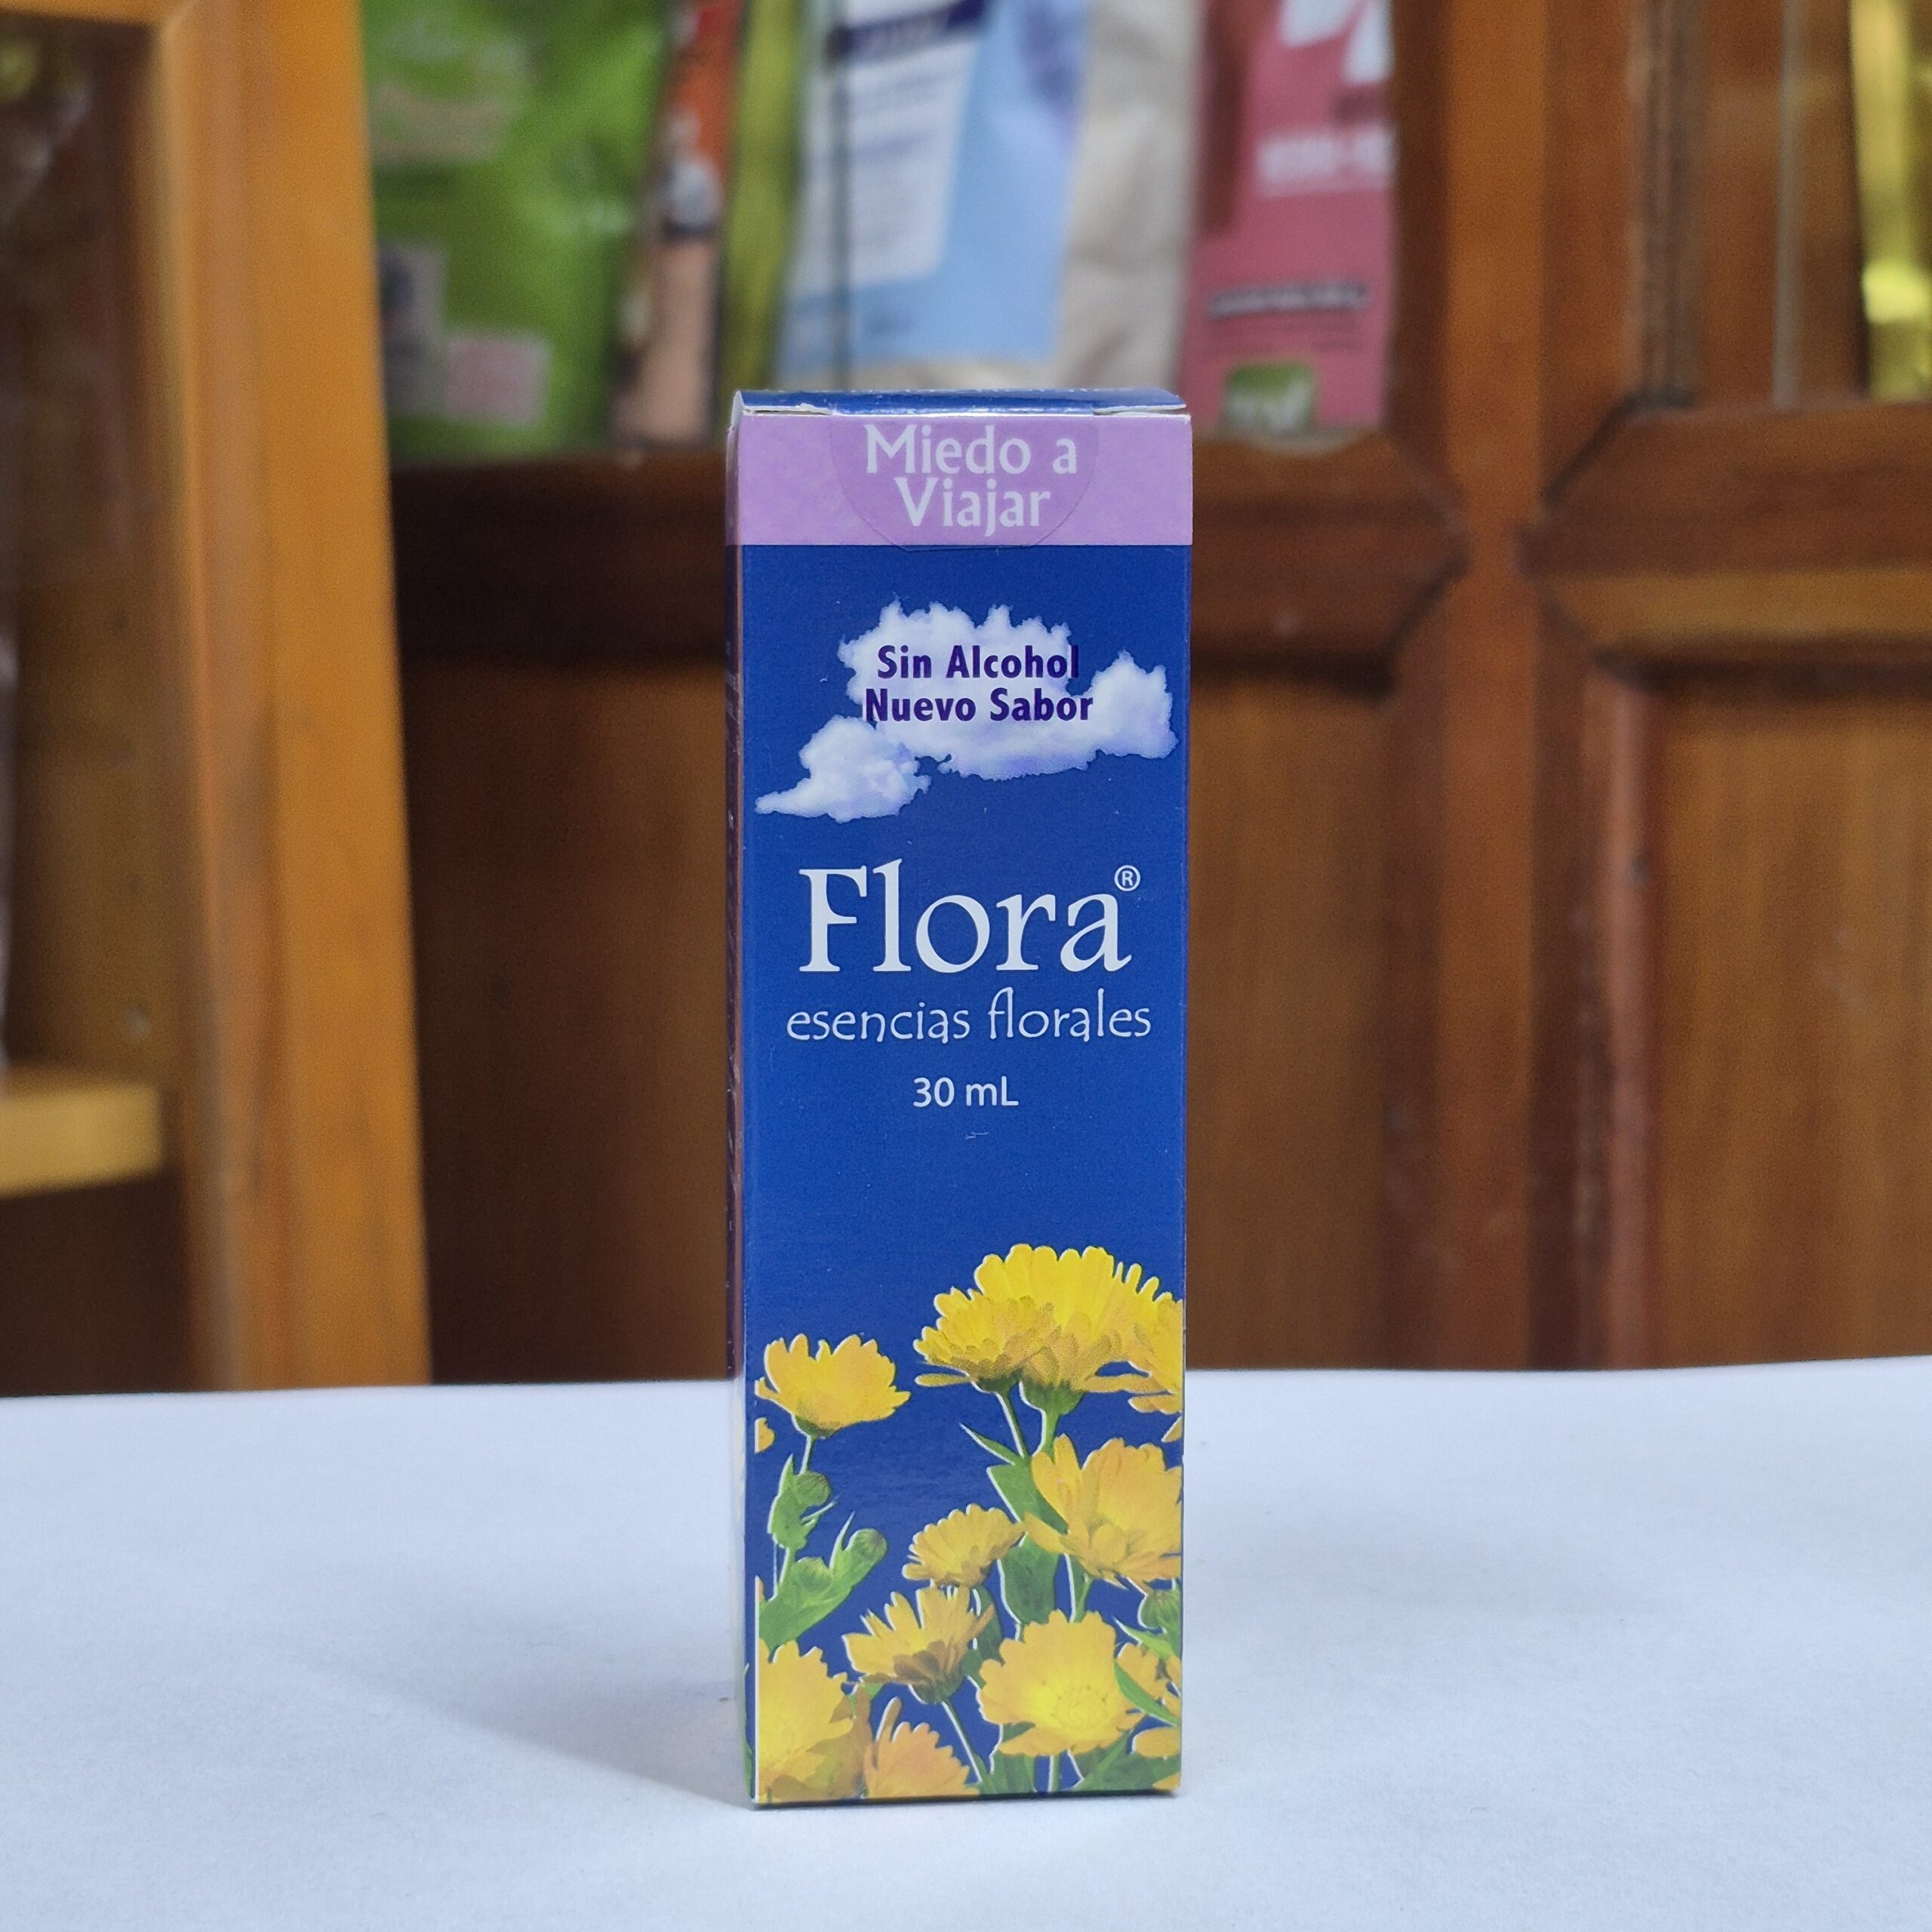 Miedo a
Viajar
Sin Alcohol
Nuevo Sabor
Flora®
esencias florales
30 mL